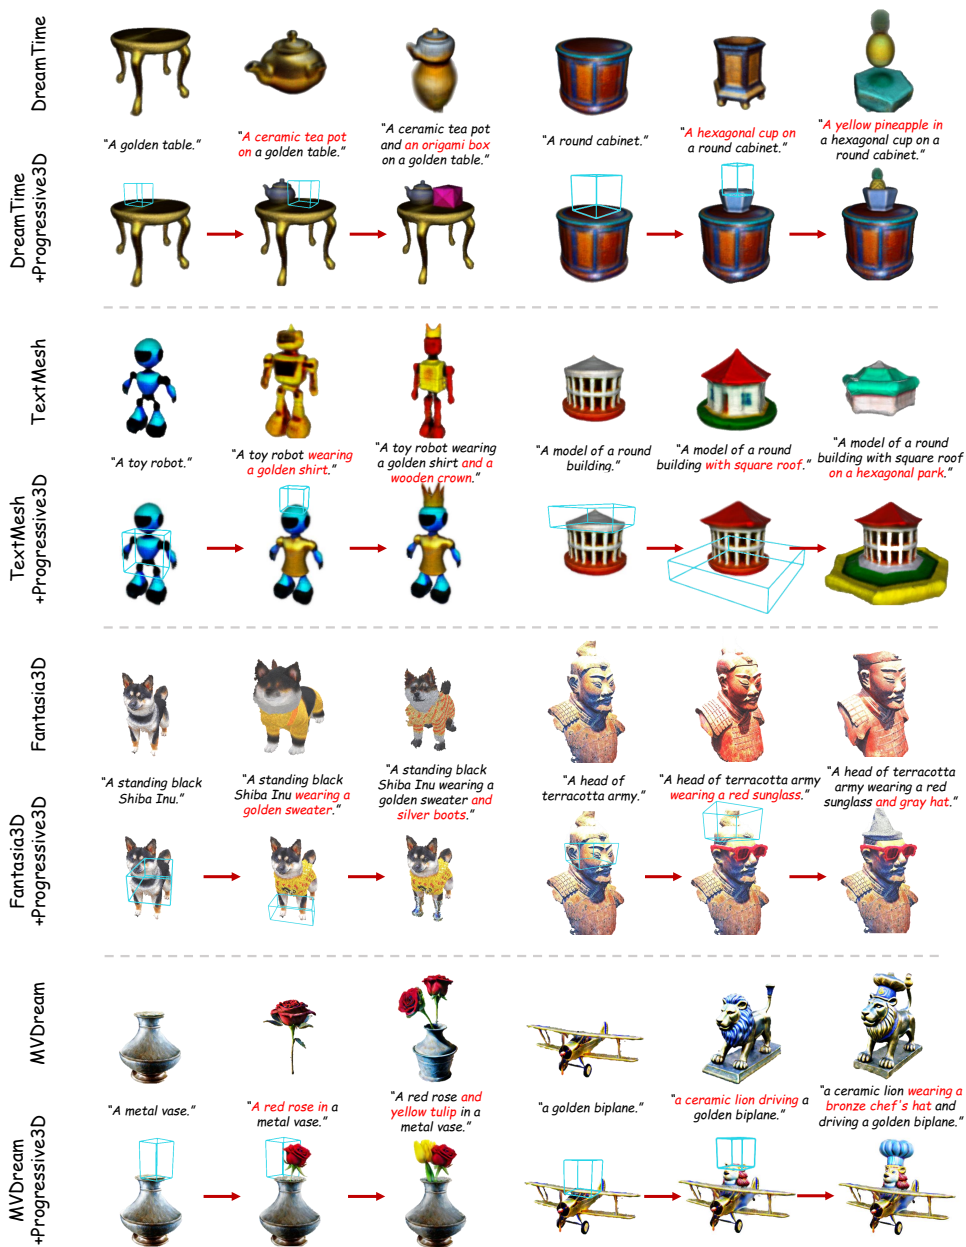 DreamTime
"A golden table."
"A ceramic tea pot
on a golden table."
"A ceramic tea pot
and an origami box
on a golden table."
"A round cabinet."
"A hexagonal cup on
a round cabinet."
"A yellow pineapple in
a hexagonal cup on a
round cabinet."
DreamTime
+Progressive3D
TextMesh
"A toy robot."
"A toy robot wearing
a golden shirt."
"A toy robot wearing
a golden shirt and a
wooden crown."
"A model of a round
building."
"A model of a round
building with square roof."
"A model of a round
building with square roof
on a hexagonal park."
TextMesh
+Progressive3D
Fantasia3D
"A standing black
Shiba Inu."
"A standing black
Shiba Inu wearing a
golden sweater."
"A standing black
Shiba Inu wearing a
golden sweater and
silver boots."
"A head of
terracotta army."
"A head of terracotta army
wearing a red sunglass."
"A head of terracotta
army wearing a red
sunglass and gray hat."
Fantasia3D
+Progressive3D
MVDream
"A metal vase."
"A red rose in a
metal vase."
"A red rose and
yellow tulip in a
metal vase."
"a golden biplane."
"a ceramic lion driving a
golden biplane."
"a ceramic lion wearing a
bronze chef's hat and
driving a golden biplane."
MVDream
+Progressive3D